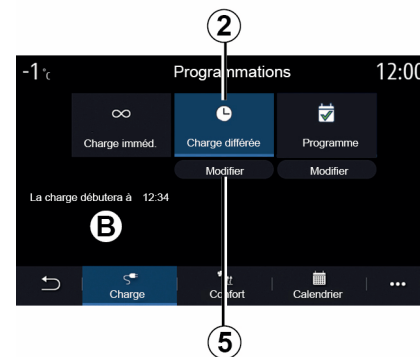 2
-1 °c Programmations 12:00
∞
Charge imméd. Charge différée Programme
Modifier Modifier
La charge débutera à 12:34
B
Charge Confort Calendrier •••
5